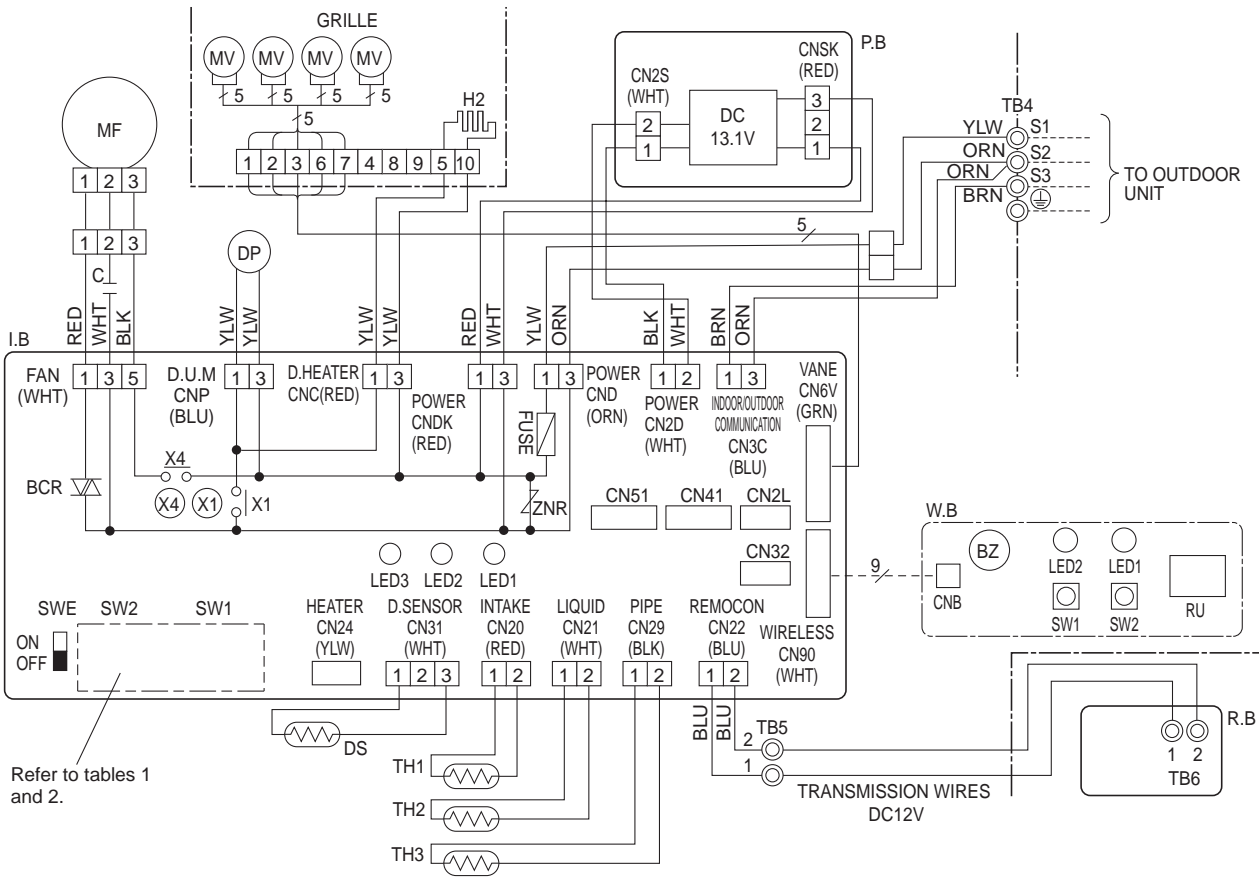 GRILLE
MV MV MV MV
5 5 5 5
5
H2
1 2 3 6 7 4 8 9 5 10
MF
1 2 3
1 2 3
C
DP
P.B
CNSK
(RED)
CN2S
(WHT)
3
2
1
2
1
DC
13.1V
TB4
YLW S1
ORN S2
ORN S3
BRN
TO OUTDOOR
UNIT
5
RED WHT BLK
YLW YLW
YLW YLW
RED WHT
YLW ORN
BLK WHT
BRN ORN
I.B
FAN
(WHT)
1 3 5
D.U.M
CNP
(BLU)
1 3
D.HEATER
CNC(RED)
1 3
POWER
CNDK
(RED)
1 3
1 3
POWER
CND
(ORN)
1 2
POWER
CN2D
(WHT)
1 3
INDOOR/OUTDOOR
COMMUNICATION
CN3C
(BLU)
VANE
CN6V
(GRN)
FUSE
X4
BCR
X4 X1 X1
ZNR
CN51 CN41 CN2L
CN32
LED3 LED2 LED1
SWE SW2 SW1
ON
OFF
HEATER
CN24
(YLW)
D.SENSOR
CN31
(WHT)
1 2 3
INTAKE
CN20
(RED)
1 2
LIQUID
CN21
(WHT)
1 2
PIPE
CN29
(BLK)
1 2
REMOCON
CN22
(BLU)
1 2
WIRELESS
CN90
(WHT)
9
W.B
CNB
BZ
LED2 LED1
SW1 SW2
RU
BLU BLU
DS
TH1
TH2
TH3
2 TB5
1
TRANSMISSION WIRES
DC12V
R.B
1 2
TB6
Refer to tables 1
and 2.